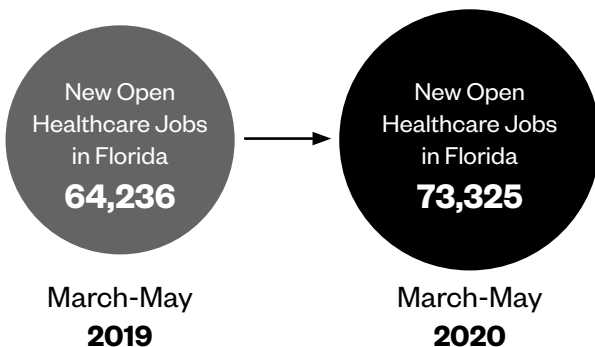 New Open
Healthcare Jobs
in Florida
64,236
March-May
2019
New Open
Healthcare Jobs
in Florida
73,325
March-May
2020